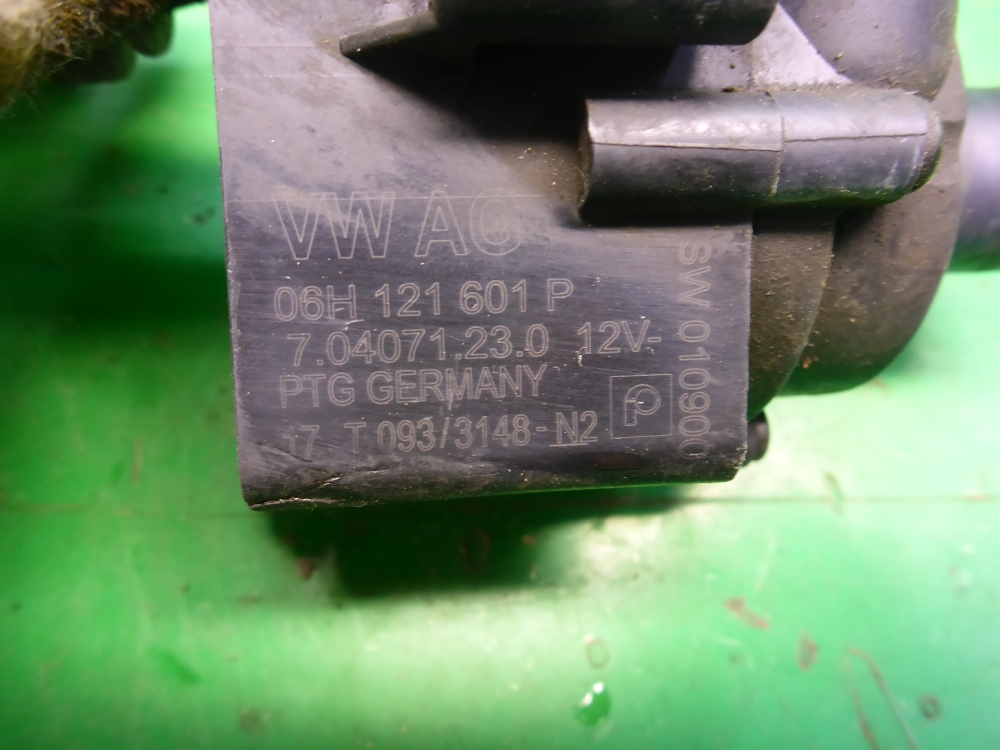 VW AG
06H 121 601 P
7.04071.23.0 12V-
PTG GERMANY
17 T 093/3148-N2
SW 010900